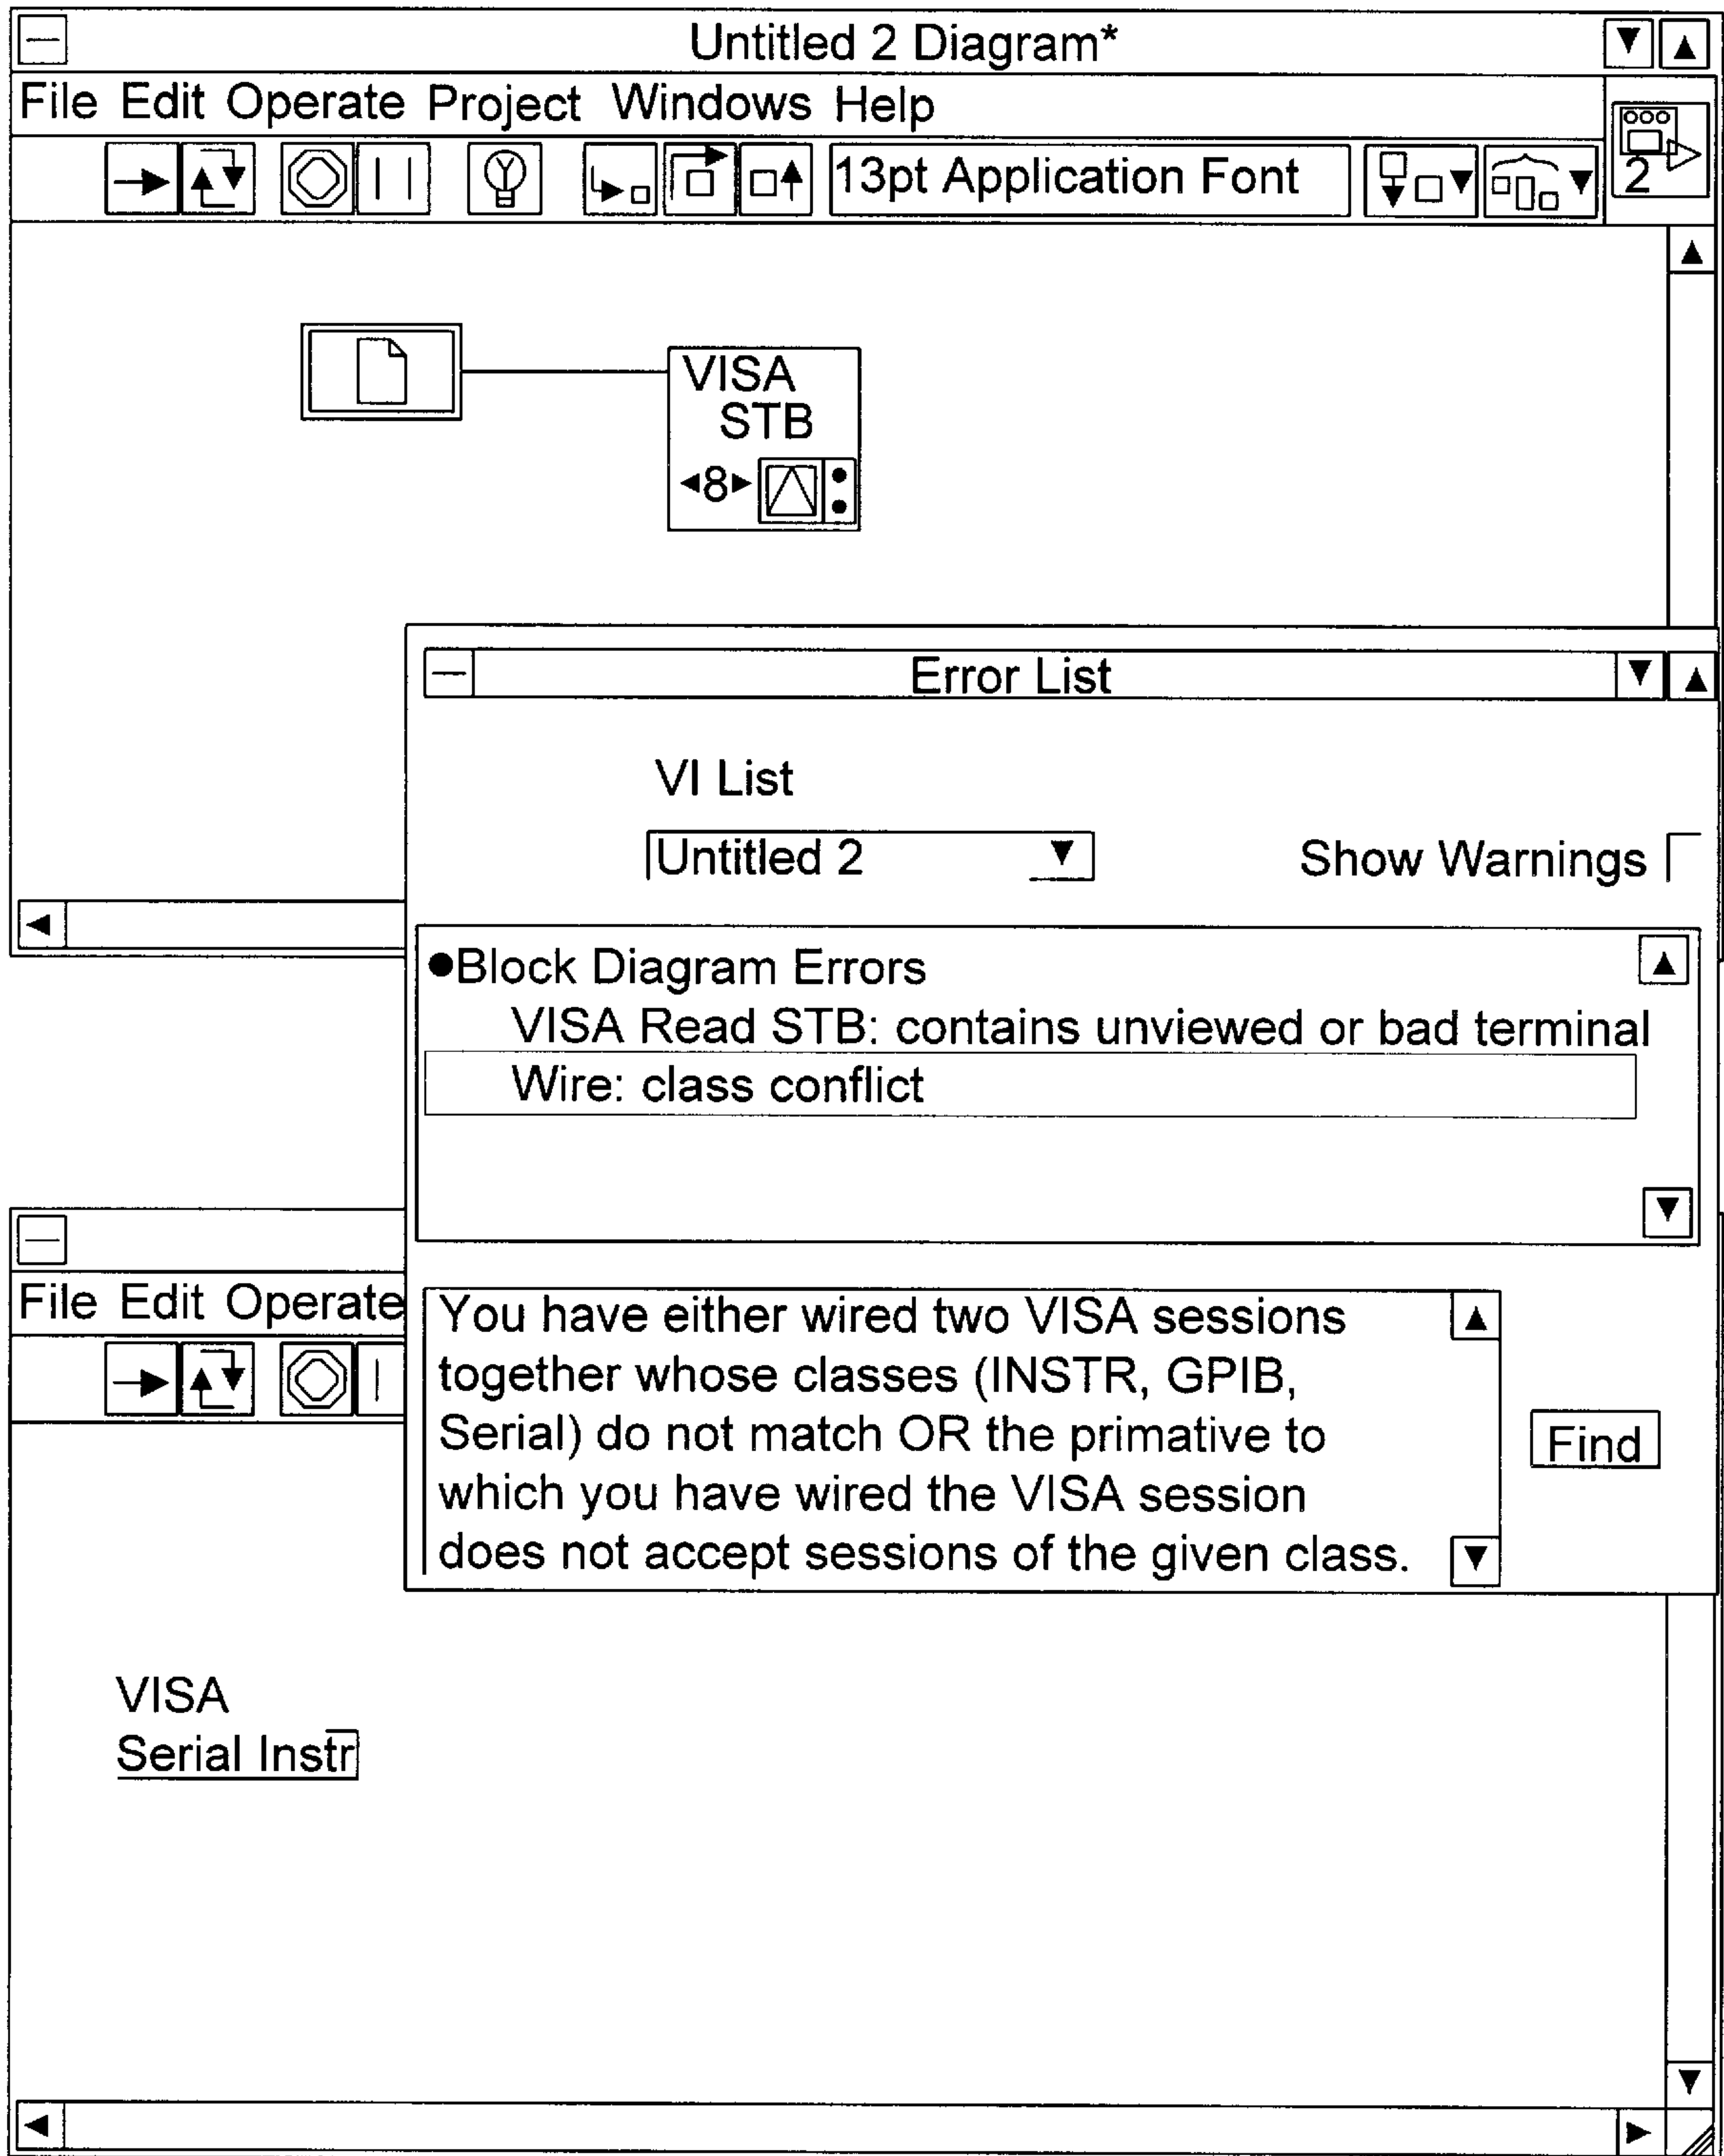 Untitled 2 Diagram*
File Edit Operate Project Windows Help
13pt Application Font
2
VISA
STB
8
Error List
VI List
Untitled 2
Show Warnings
●Block Diagram Errors
VISA Read STB: contains unviewed or bad terminal
Wire: class conflict
File Edit Operate
You have either wired two VISA sessions
together whose classes (INSTR, GPIB,
Serial) do not match OR the primative to
which you have wired the VISA session
does not accept sessions of the given class.
Find
VISA
Serial Instr